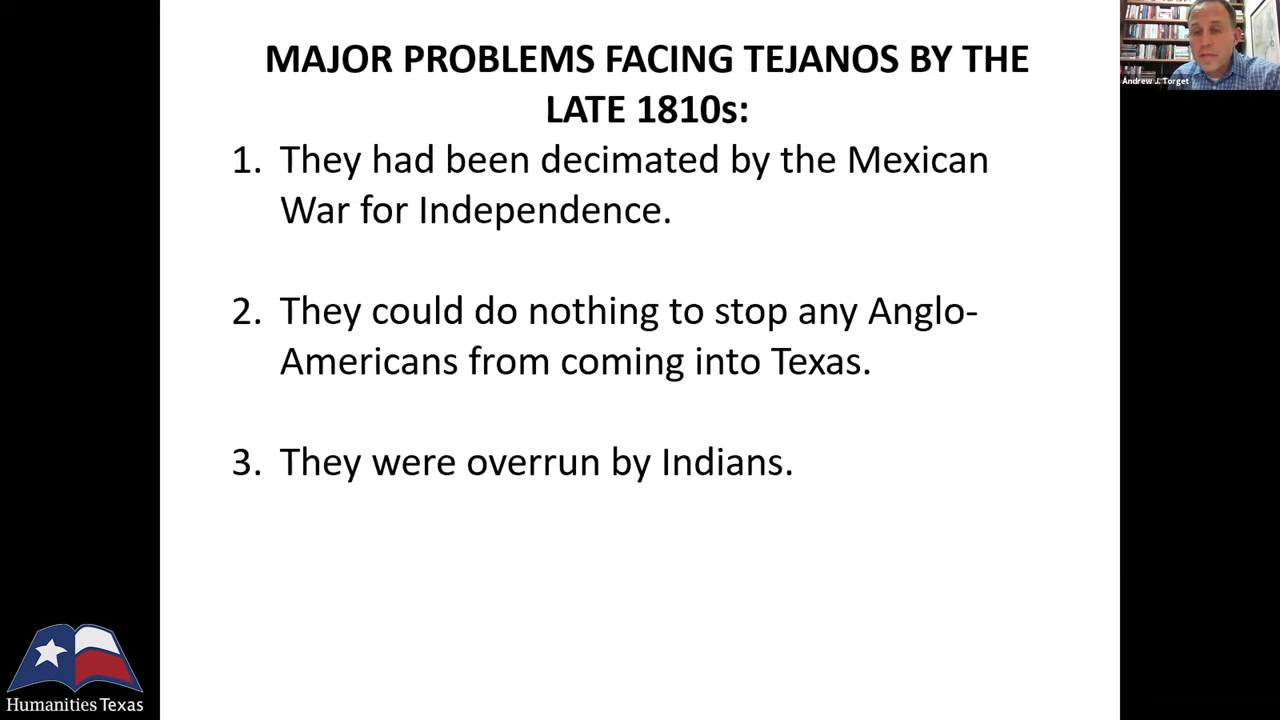 MAJOR PROBLEMS FACING TEJANOS BY THE
LATE 1810s:
1. They had been decimated by the Mexican
War for Independence.
2. They could do nothing to stop any Anglo-
Americans from coming into Texas.
3. They were overrun by Indians.
Andrew J. Torget
Humanities Texas